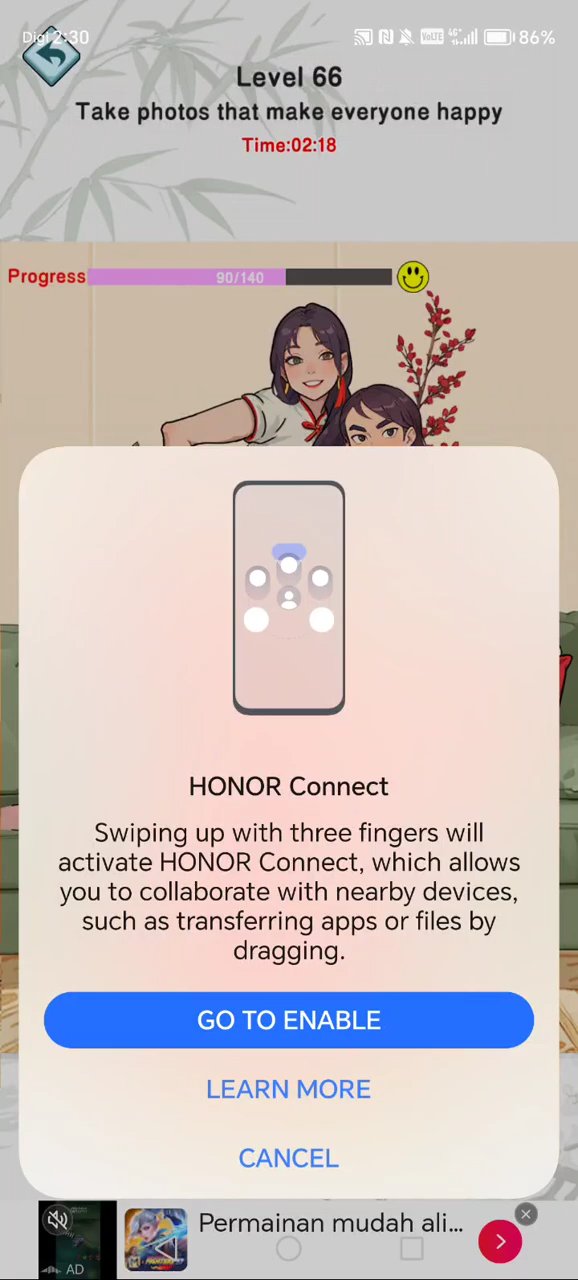 Digi 2:30
VoLTE 4G+ 86%
Level 66
Take photos that make everyone happy
Time:02:18
Progress 90/140
HONOR Connect
Swiping up with three fingers will
activate HONOR Connect, which allows
you to collaborate with nearby devices,
such as transferring apps or files by
dragging.
GO TO ENABLE
LEARN MORE
CANCEL
Permainan mudah ali...
AD